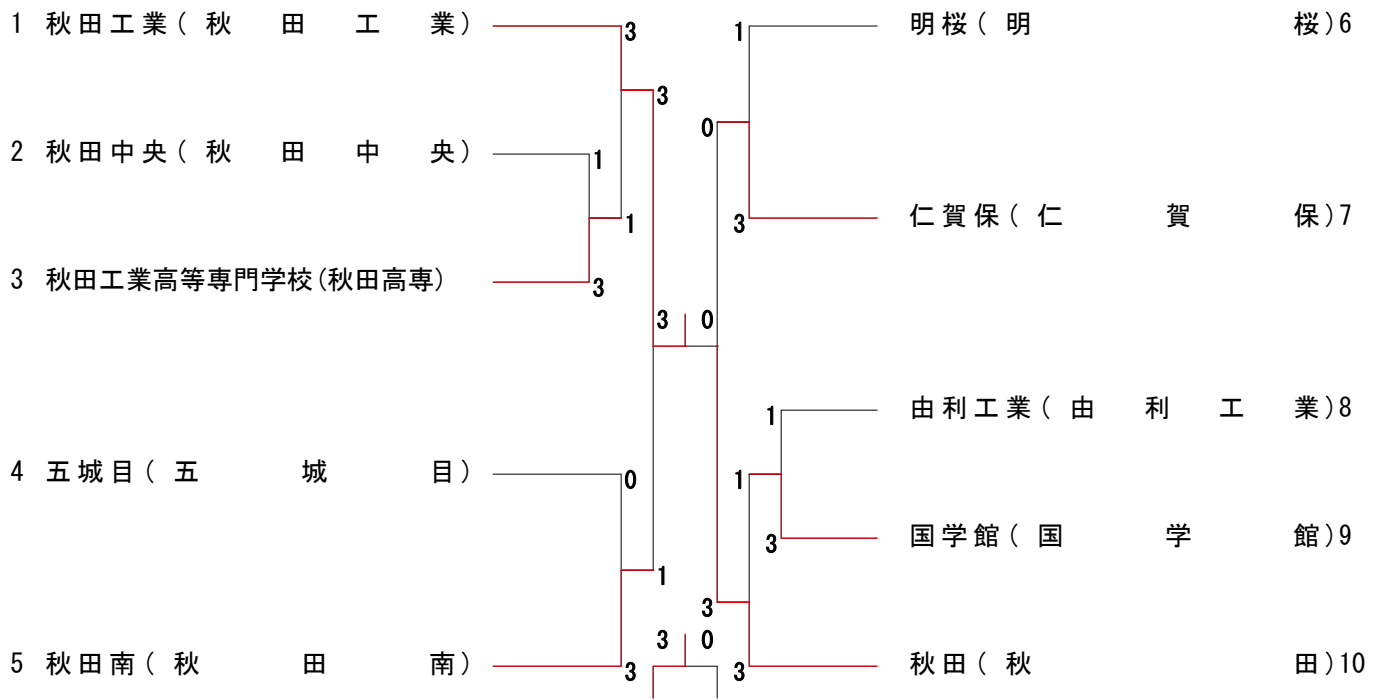 1 秋田工業(秋田工業)
3
1
明桜(明桜)6
3
0
2 秋田中央(秋田中央)
1
1
3
仁賀保(仁賀保)7
3 秋田工業高等専門学校(秋田高専)
3
3 0
1
由利工業(由利工業)8
4 五城目(五城目)
0
1
3
国学館(国学館)9
1
3
3 0
5 秋田南(秋田南)
3
3
秋田(秋田)10